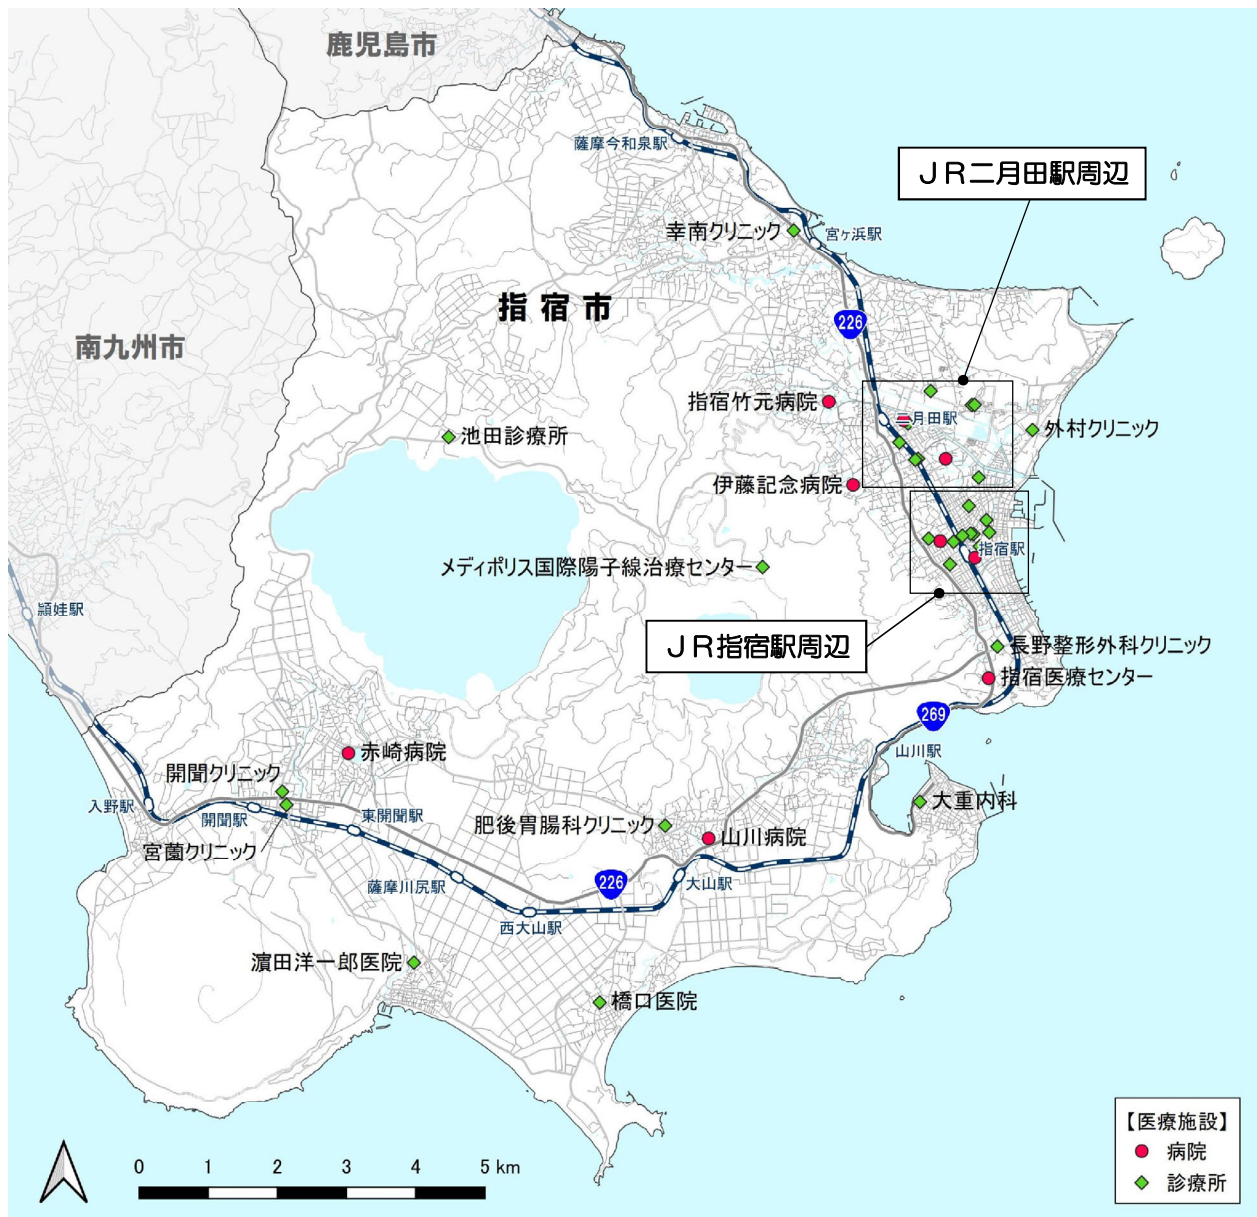 鹿児島市
薩摩今和泉駅
ＪＲ二月田駅周辺
幸南クリニック
宮ヶ浜駅
指宿市
226
南九州市
指宿竹元病院
二月田駅
外村クリニック
池田診療所
伊藤記念病院
指宿駅
メディポリス国際陽子線治療センター
頴娃駅
ＪＲ指宿駅周辺
長野整形外科クリニック
指宿医療センター
269
山川駅
赤崎病院
開聞クリニック
入野駅
開聞駅
東開聞駅
大重内科
肥後胃腸科クリニック
山川病院
宮薗クリニック
薩摩川尻駅
226
大山駅
西大山駅
濵田洋一郎医院
橋口医院
【医療施設】
病院
診療所
0 1 2 3 4 5 km